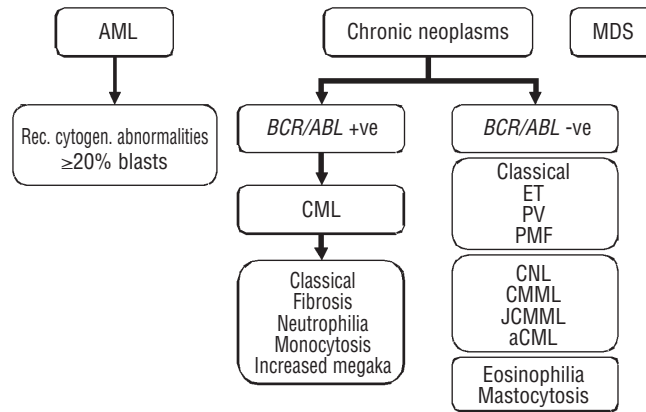 AML
Chronic neoplasms
MDS
Rec. cytogen. abnormalities
≥20% blasts
BCR/ABL +ve
BCR/ABL -ve
CML
Classical
ET
PV
PMF
Classical
Fibrosis
Neutrophilia
Monocytosis
Increased megaka
CNL
CMML
JCMML
aCML
Eosinophilia
Mastocytosis